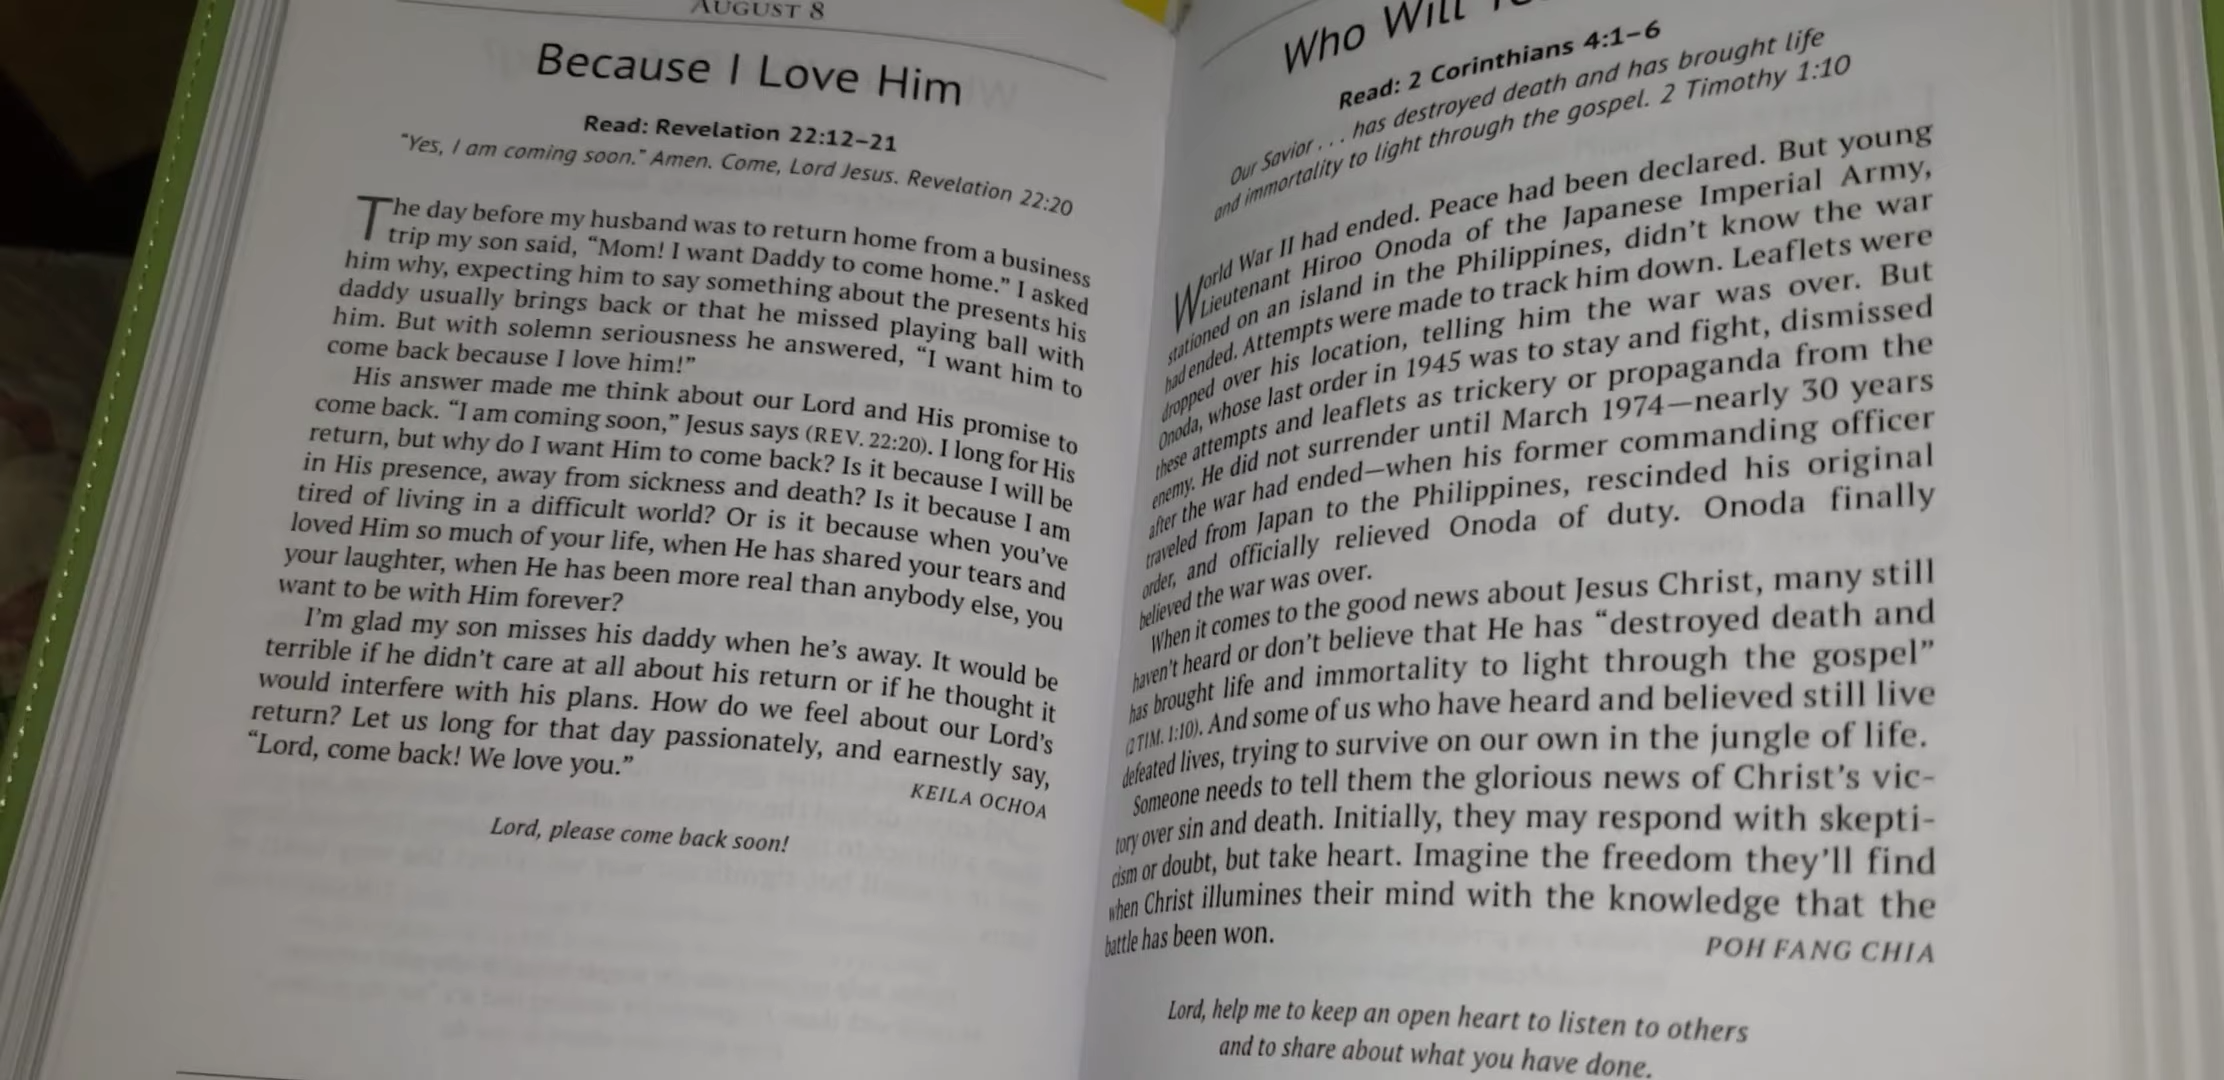 AUGUST 8
Because I Love Him
Read: Revelation 22:12–21
“Yes, I am coming soon.” Amen. Come, Lord Jesus. Revelation 22:20
The day before my husband was to return home from a business
trip my son said, “Mom! I want Daddy to come home.” I asked
him why, expecting him to say something about the presents his
daddy usually brings back or that he missed playing ball with
him. But with solemn seriousness he answered, “I want him to
come back because I love him!”
His answer made me think about our Lord and His promise to
come back. “I am coming soon,” Jesus says (REV. 22:20). I long for His
return, but why do I want Him to come back? Is it because I will be
in His presence, away from sickness and death? Is it because I am
tired of living in a difficult world? Or is it because when you’ve
loved Him so much of your life, when He has shared your tears and
your laughter, when He has been more real than anybody else, you
want to be with Him forever?
I’m glad my son misses his daddy when he’s away. It would be
terrible if he didn’t care at all about his return or if he thought it
would interfere with his plans. How do we feel about our Lord’s
return? Let us long for that day passionately, and earnestly say,
“Lord, come back! We love you.”
KEILA OCHOA
Lord, please come back soon!
Who Will
Read: 2 Corinthians 4:1–6
Our Savior . . . has destroyed death and has brought life
and immortality to light through the gospel. 2 Timothy 1:10
World War II had ended. Peace had been declared. But young
Lieutenant Hiroo Onoda of the Japanese Imperial Army,
stationed on an island in the Philippines, didn’t know the war
had ended. Attempts were made to track him down. Leaflets were
dropped over his location, telling him the war was over. But
Onoda, whose last order in 1945 was to stay and fight, dismissed
these attempts and leaflets as trickery or propaganda from the
enemy. He did not surrender until March 1974—nearly 30 years
after the war had ended—when his former commanding officer
traveled from Japan to the Philippines, rescinded his original
order, and officially relieved Onoda of duty. Onoda finally
believed the war was over.
When it comes to the good news about Jesus Christ, many still
haven’t heard or don’t believe that He has “destroyed death and
has brought life and immortality to light through the gospel”
(2 TIM. 1:10). And some of us who have heard and believed still live
defeated lives, trying to survive on our own in the jungle of life.
Someone needs to tell them the glorious news of Christ’s vic-
tory over sin and death. Initially, they may respond with skepti-
cism or doubt, but take heart. Imagine the freedom they’ll find
when Christ illumines their mind with the knowledge that the
battle has been won.
POH FANG CHIA
Lord, help me to keep an open heart to listen to others
and to share about what you have done.